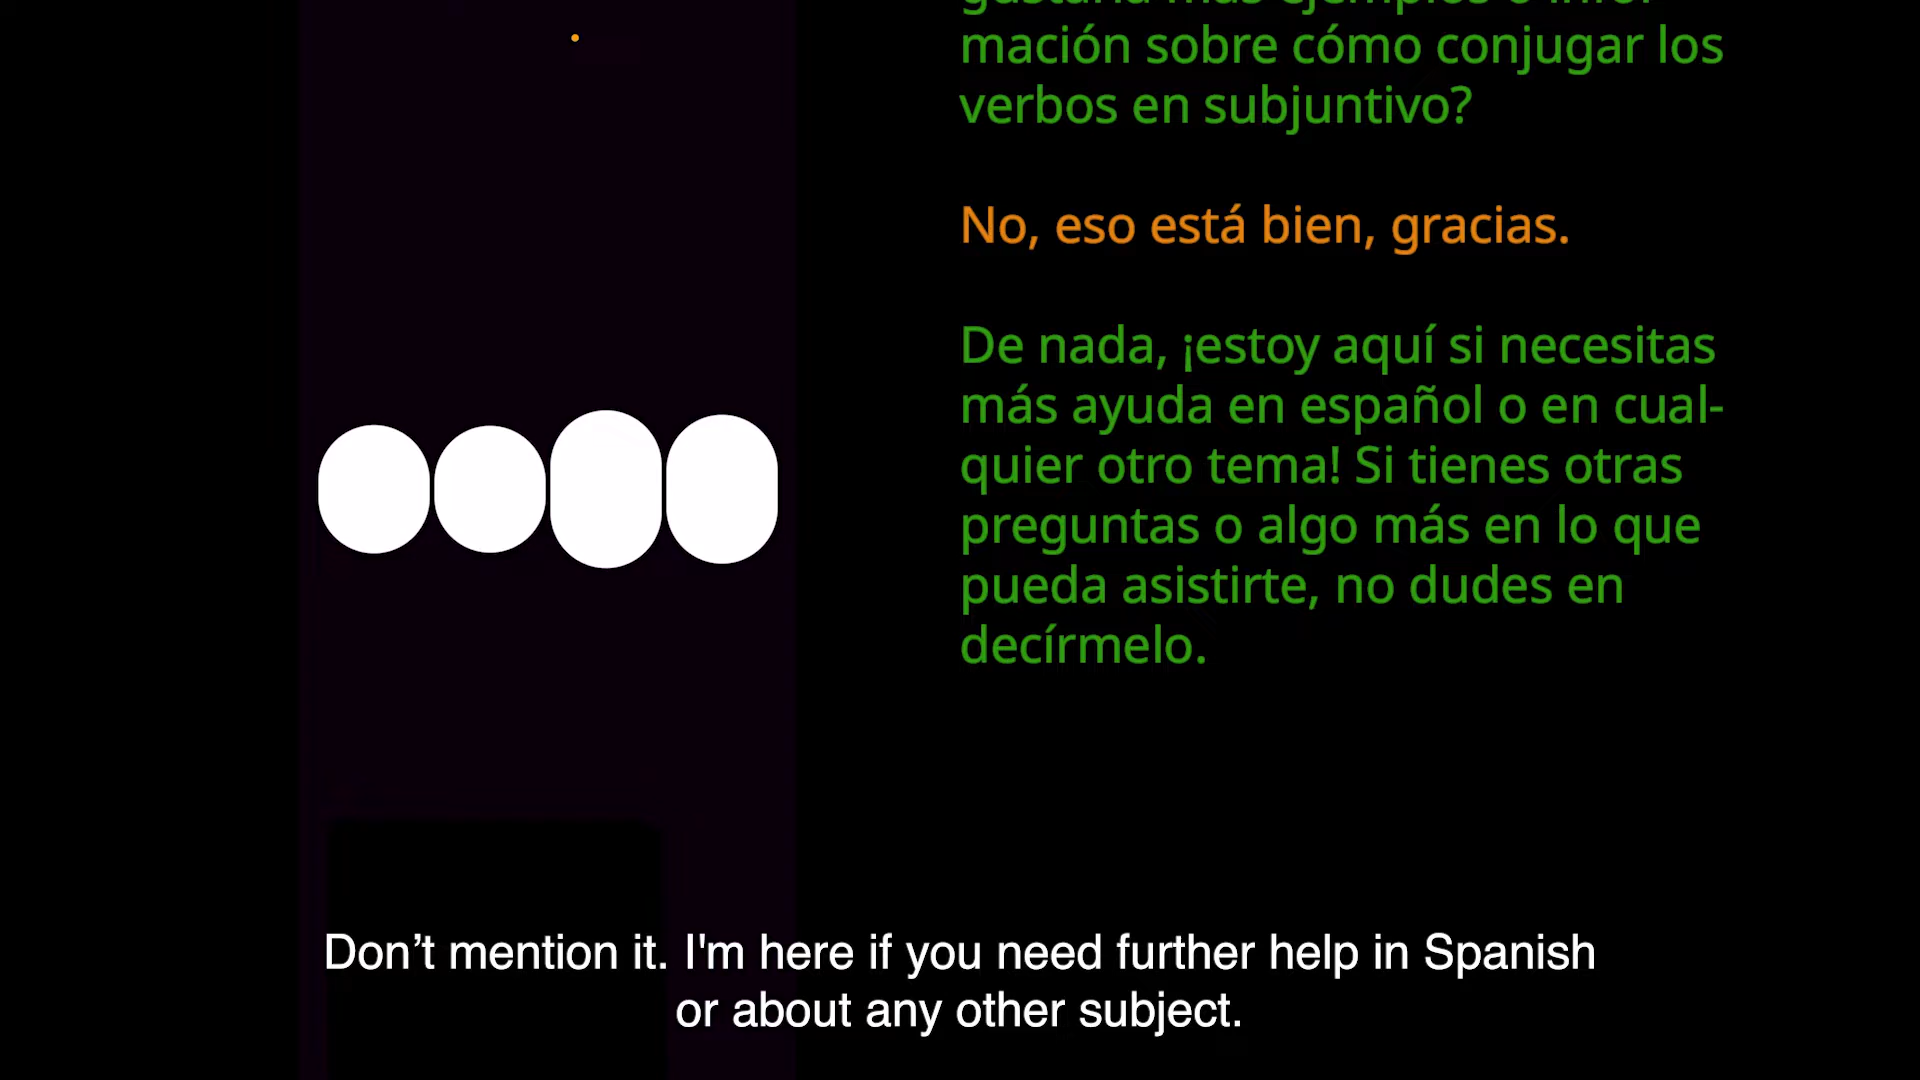 mación sobre cómo conjugar los
verbos en subjuntivo?
No, eso está bien, gracias.
De nada, ¡estoy aquí si necesitas
más ayuda en español o en cual-
quier otro tema! Si tienes otras
preguntas o algo más en lo que
pueda asistirte, no dudes en
decírmelo.
Don’t mention it. I'm here if you need further help in Spanish
or about any other subject.